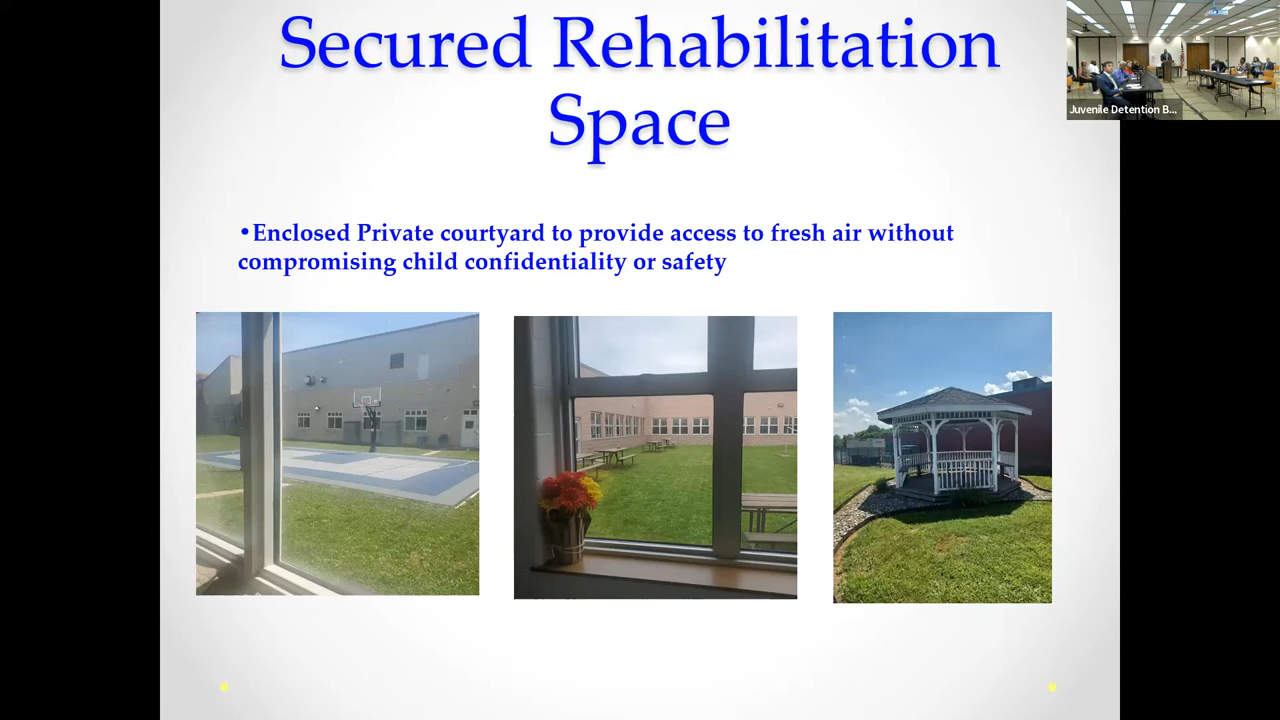 Secured Rehabilitation
Space
Juvenile Detention B...
•Enclosed Private courtyard to provide access to fresh air without
compromising child confidentiality or safety